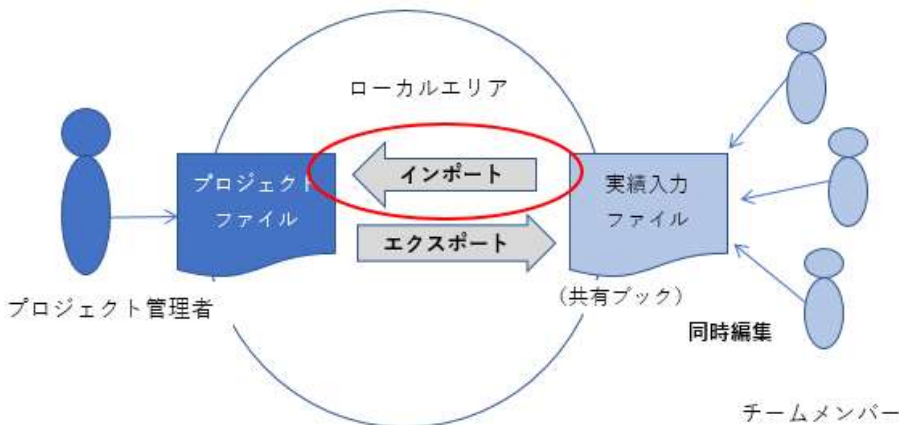 ローカルエリア
プロジェクト
ファイル
インポート
エクスポート
実績入力
ファイル
(共有ブック)
プロジェクト管理者
同時編集
チームメンバー